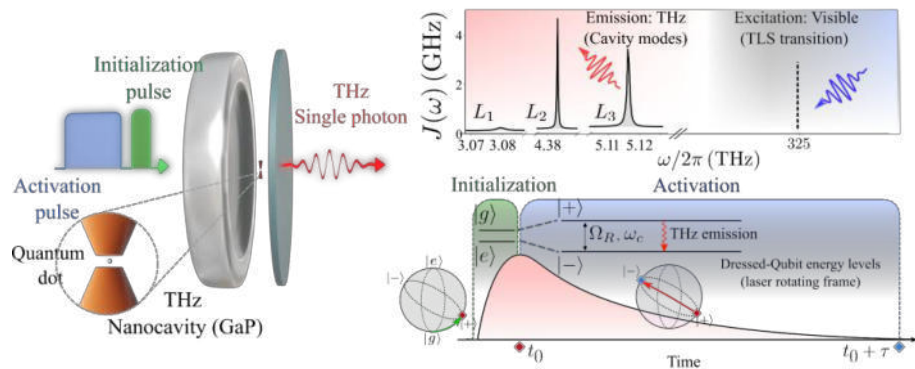 Initialization
pulse
THz
Single photon
Activation
pulse
Quantum
dot
THz
Nanocavity (GaP)
J(ω) (GHz)
4
2
0
Emission: THz
(Cavity modes)
Excitation: Visible
(TLS transition)
L₁
L₂
L₃
3.07 3.08
4.38
5.11 5.12
325
ω/2π (THz)
Initialization
Activation
|g⟩
|e⟩
|+⟩
|−⟩
Ω_R, ω_c
THz emission
Dressed-Qubit energy levels
(laser rotating frame)
|e⟩
|−⟩
|+⟩
|g⟩
|−⟩
|+⟩
t₀
Time
t₀ + τ